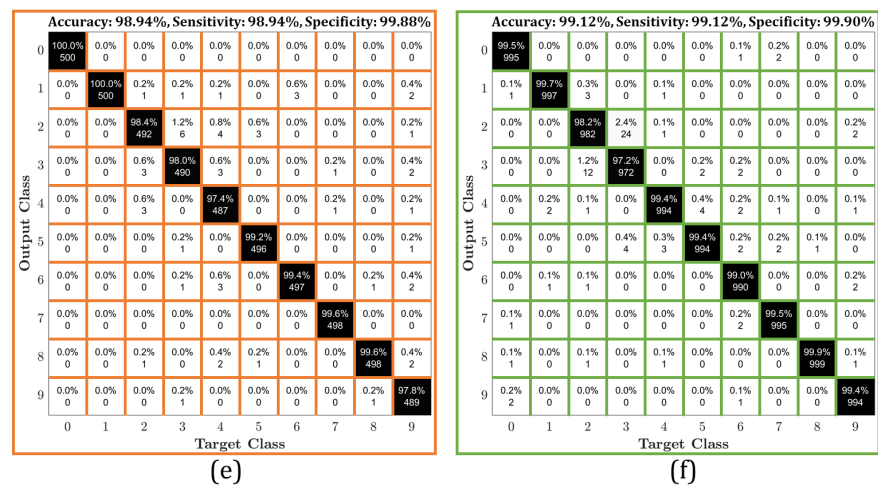 Accuracy: 98.94%, Sensitivity: 98.94%, Specificity: 99.88%
0 100.0% 0.0% 0.0% 0.0% 0.0% 0.0% 0.0% 0.0% 0.0% 0.0%
500 0 0 0 0 0 0 0 0 0
1 0.0% 100.0% 0.2% 0.2% 0.2% 0.0% 0.6% 0.0% 0.0% 0.4%
0 500 1 1 1 0 3 0 0 2
2 0.0% 0.0% 98.4% 1.2% 0.8% 0.6% 0.0% 0.0% 0.0% 0.2%
0 0 492 6 4 3 0 0 0 1
3 0.0% 0.0% 0.6% 98.0% 0.6% 0.0% 0.0% 0.2% 0.0% 0.4%
0 0 3 490 3 0 0 1 0 2
4 0.0% 0.0% 0.6% 0.0% 97.4% 0.0% 0.0% 0.2% 0.0% 0.2%
0 0 3 0 487 0 0 1 0 1
5 0.0% 0.0% 0.0% 0.2% 0.0% 99.2% 0.0% 0.0% 0.0% 0.2%
0 0 0 1 0 496 0 0 0 1
6 0.0% 0.0% 0.0% 0.2% 0.6% 0.0% 99.4% 0.0% 0.2% 0.4%
0 0 0 1 3 0 497 0 1 2
7 0.0% 0.0% 0.0% 0.0% 0.0% 0.0% 0.0% 99.6% 0.0% 0.0%
0 0 0 0 0 0 0 498 0 0
8 0.0% 0.0% 0.2% 0.0% 0.4% 0.2% 0.0% 0.0% 99.6% 0.4%
0 0 1 0 2 1 0 0 498 2
9 0.0% 0.0% 0.0% 0.2% 0.0% 0.0% 0.0% 0.0% 0.2% 97.8%
0 0 0 1 0 0 0 0 1 489
0 1 2 3 4 5 6 7 8 9
Output Class
Target Class
(e)
Accuracy: 99.12%, Sensitivity: 99.12%, Specificity: 99.90%
0 99.5% 0.0% 0.0% 0.0% 0.0% 0.0% 0.1% 0.2% 0.0% 0.0%
995 0 0 0 0 0 1 2 0 0
1 0.1% 99.7% 0.3% 0.0% 0.1% 0.0% 0.0% 0.0% 0.0% 0.0%
1 997 3 0 1 0 0 0 0 0
2 0.0% 0.0% 98.2% 2.4% 0.1% 0.0% 0.0% 0.0% 0.0% 0.2%
0 0 982 24 1 0 0 0 0 2
3 0.0% 0.0% 1.2% 97.2% 0.0% 0.2% 0.2% 0.0% 0.0% 0.0%
0 0 12 972 0 2 2 0 0 0
4 0.0% 0.2% 0.1% 0.0% 99.4% 0.4% 0.2% 0.1% 0.0% 0.1%
0 2 1 0 994 4 2 1 0 1
5 0.0% 0.0% 0.0% 0.4% 0.3% 99.4% 0.2% 0.2% 0.1% 0.0%
0 0 0 4 3 994 2 2 1 0
6 0.0% 0.1% 0.1% 0.0% 0.0% 0.0% 99.0% 0.0% 0.0% 0.2%
0 1 1 0 0 0 990 0 0 2
7 0.1% 0.0% 0.0% 0.0% 0.0% 0.0% 0.2% 99.5% 0.0% 0.0%
1 0 0 0 0 0 2 995 0 0
8 0.1% 0.0% 0.1% 0.0% 0.1% 0.0% 0.0% 0.0% 99.9% 0.1%
1 0 1 0 1 0 0 0 999 1
9 0.2% 0.0% 0.0% 0.0% 0.0% 0.0% 0.1% 0.0% 0.0% 99.4%
2 0 0 0 0 0 1 0 0 994
0 1 2 3 4 5 6 7 8 9
Output Class
Target Class
(f)